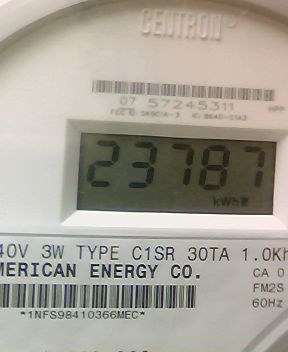 CENTRON
07 57245311
HPP
23787
kWh
40V 3W TYPE C1SR 30TA 1.0Kh
MERICAN ENERGY CO.
CA 0
FM2S
60Hz
*1NFS98410366MEC*